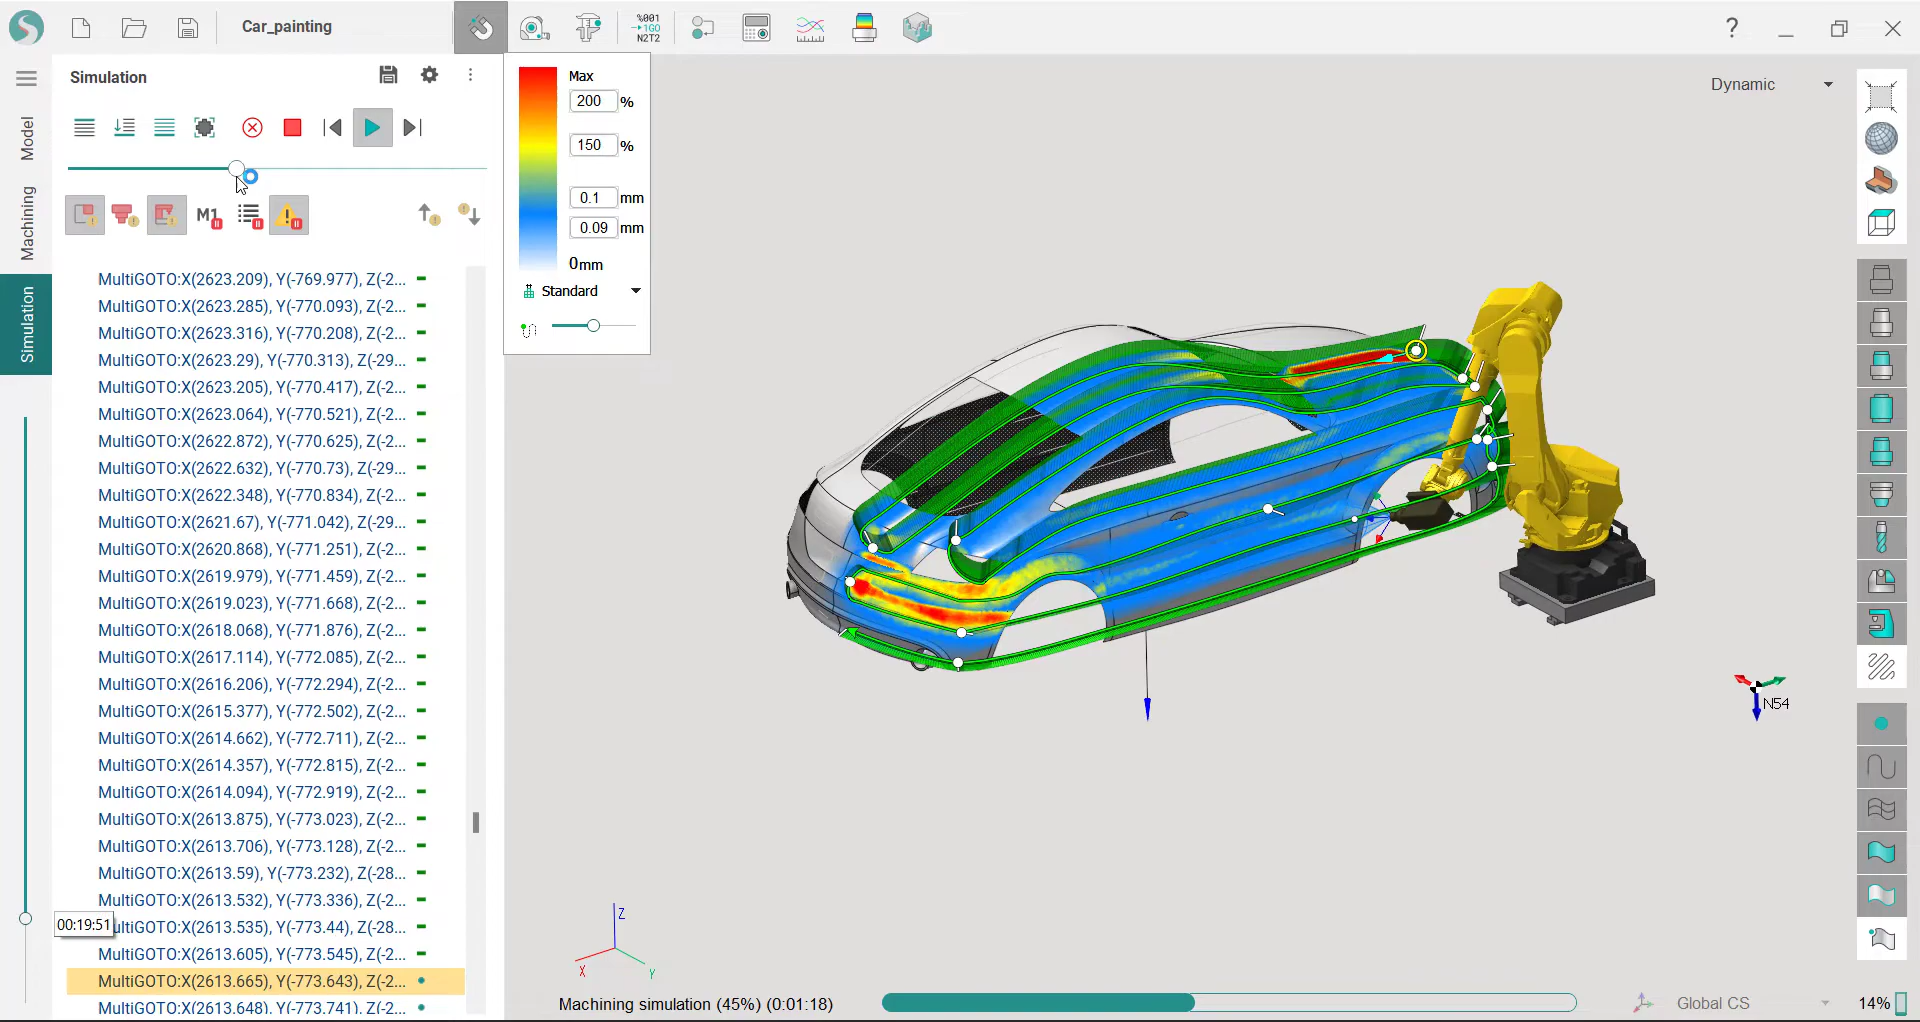 Car_painting
%001
→1G0
N2T2
?
Simulation
Model
Machining
Simulation
M1
Max
200 %
150 %
0.1 mm
0.09 mm
0mm
Standard
Dynamic
MultiGOTO:X(2623.209), Y(-769.977), Z(-2...
MultiGOTO:X(2623.285), Y(-770.093), Z(-2...
MultiGOTO:X(2623.316), Y(-770.208), Z(-2...
MultiGOTO:X(2623.29), Y(-770.313), Z(-29...
MultiGOTO:X(2623.205), Y(-770.417), Z(-2...
MultiGOTO:X(2623.064), Y(-770.521), Z(-2...
MultiGOTO:X(2622.872), Y(-770.625), Z(-2...
MultiGOTO:X(2622.632), Y(-770.73), Z(-29...
MultiGOTO:X(2622.348), Y(-770.834), Z(-2...
MultiGOTO:X(2621.67), Y(-771.042), Z(-29...
MultiGOTO:X(2620.868), Y(-771.251), Z(-2...
MultiGOTO:X(2619.979), Y(-771.459), Z(-2...
MultiGOTO:X(2619.023), Y(-771.668), Z(-2...
MultiGOTO:X(2618.068), Y(-771.876), Z(-2...
MultiGOTO:X(2617.114), Y(-772.085), Z(-2...
MultiGOTO:X(2616.206), Y(-772.294), Z(-2...
MultiGOTO:X(2615.377), Y(-772.502), Z(-2...
MultiGOTO:X(2614.662), Y(-772.711), Z(-2...
MultiGOTO:X(2614.357), Y(-772.815), Z(-2...
MultiGOTO:X(2614.094), Y(-772.919), Z(-2...
MultiGOTO:X(2613.875), Y(-773.023), Z(-2...
MultiGOTO:X(2613.706), Y(-773.128), Z(-2...
MultiGOTO:X(2613.59), Y(-773.232), Z(-28...
MultiGOTO:X(2613.532), Y(-773.336), Z(-2...
00:19:51
ultiGOTO:X(2613.535), Y(-773.44), Z(-28...
MultiGOTO:X(2613.605), Y(-773.545), Z(-2...
MultiGOTO:X(2613.665), Y(-773.643), Z(-2...
MultiGOTO:X(2613.648), Y(-773.741), Z(-2...
N54
Z
X
Y
Machining simulation (45%) (0:01:18)
Global CS
14%